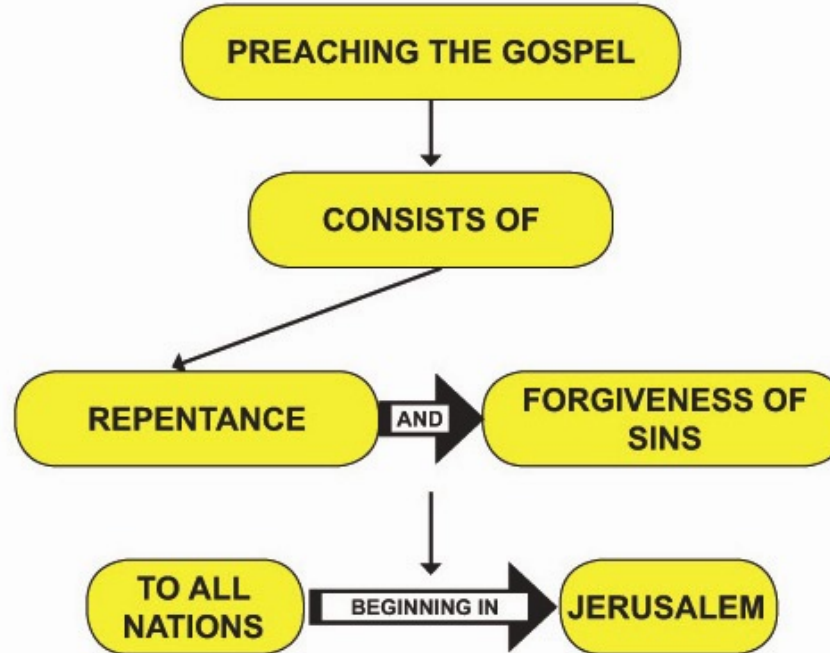 PREACHING THE GOSPEL
CONSISTS OF
REPENTANCE
AND
FORGIVENESS OF
SINS
TO ALL
NATIONS
BEGINNING IN
JERUSALEM